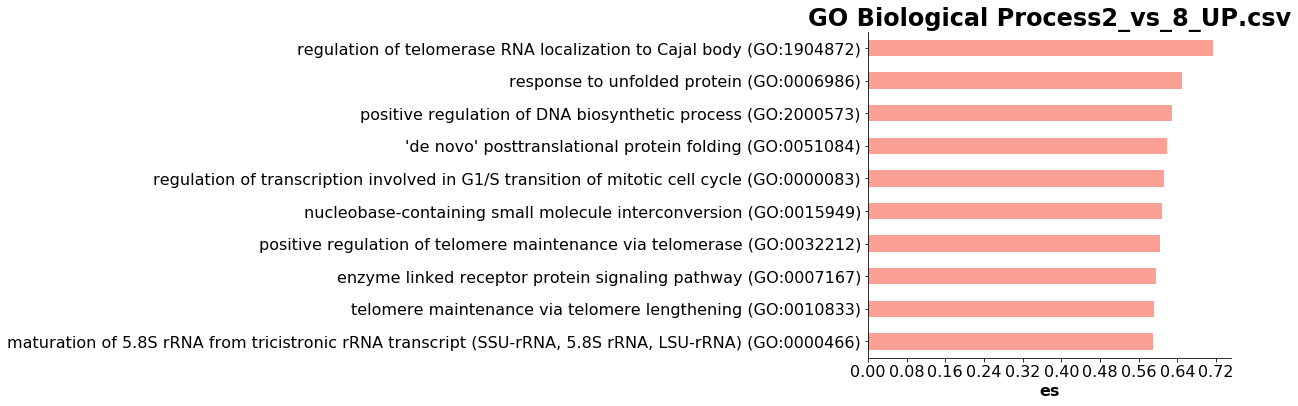 GO Biological Process2_vs_8_UP.csv
regulation of telomerase RNA localization to Cajal body (GO:1904872)
response to unfolded protein (GO:0006986)
positive regulation of DNA biosynthetic process (GO:2000573)
'de novo' posttranslational protein folding (GO:0051084)
regulation of transcription involved in G1/S transition of mitotic cell cycle (GO:0000083)
nucleobase-containing small molecule interconversion (GO:0015949)
positive regulation of telomere maintenance via telomerase (GO:0032212)
enzyme linked receptor protein signaling pathway (GO:0007167)
telomere maintenance via telomere lengthening (GO:0010833)
maturation of 5.8S rRNA from tricistronic rRNA transcript (SSU-rRNA, 5.8S rRNA, LSU-rRNA) (GO:0000466)
0.00 0.08 0.16 0.24 0.32 0.40 0.48 0.56 0.64 0.72
es